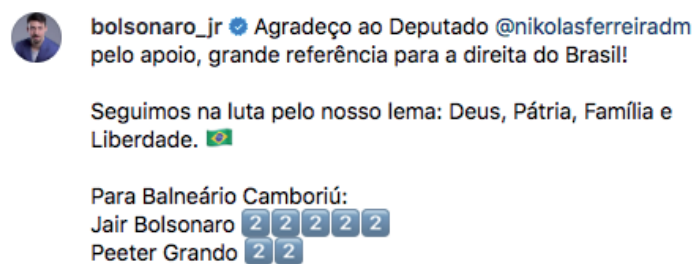 bolsonaro_jr Agradeço ao Deputado @nikolasferreiradm
pelo apoio, grande referência para a direita do Brasil!
Seguimos na luta pelo nosso lema: Deus, Pátria, Família e
Liberdade. 🇧🇷
Para Balneário Camboriú:
Jair Bolsonaro 2️⃣2️⃣2️⃣2️⃣2️⃣
Peeter Grando 2️⃣2️⃣